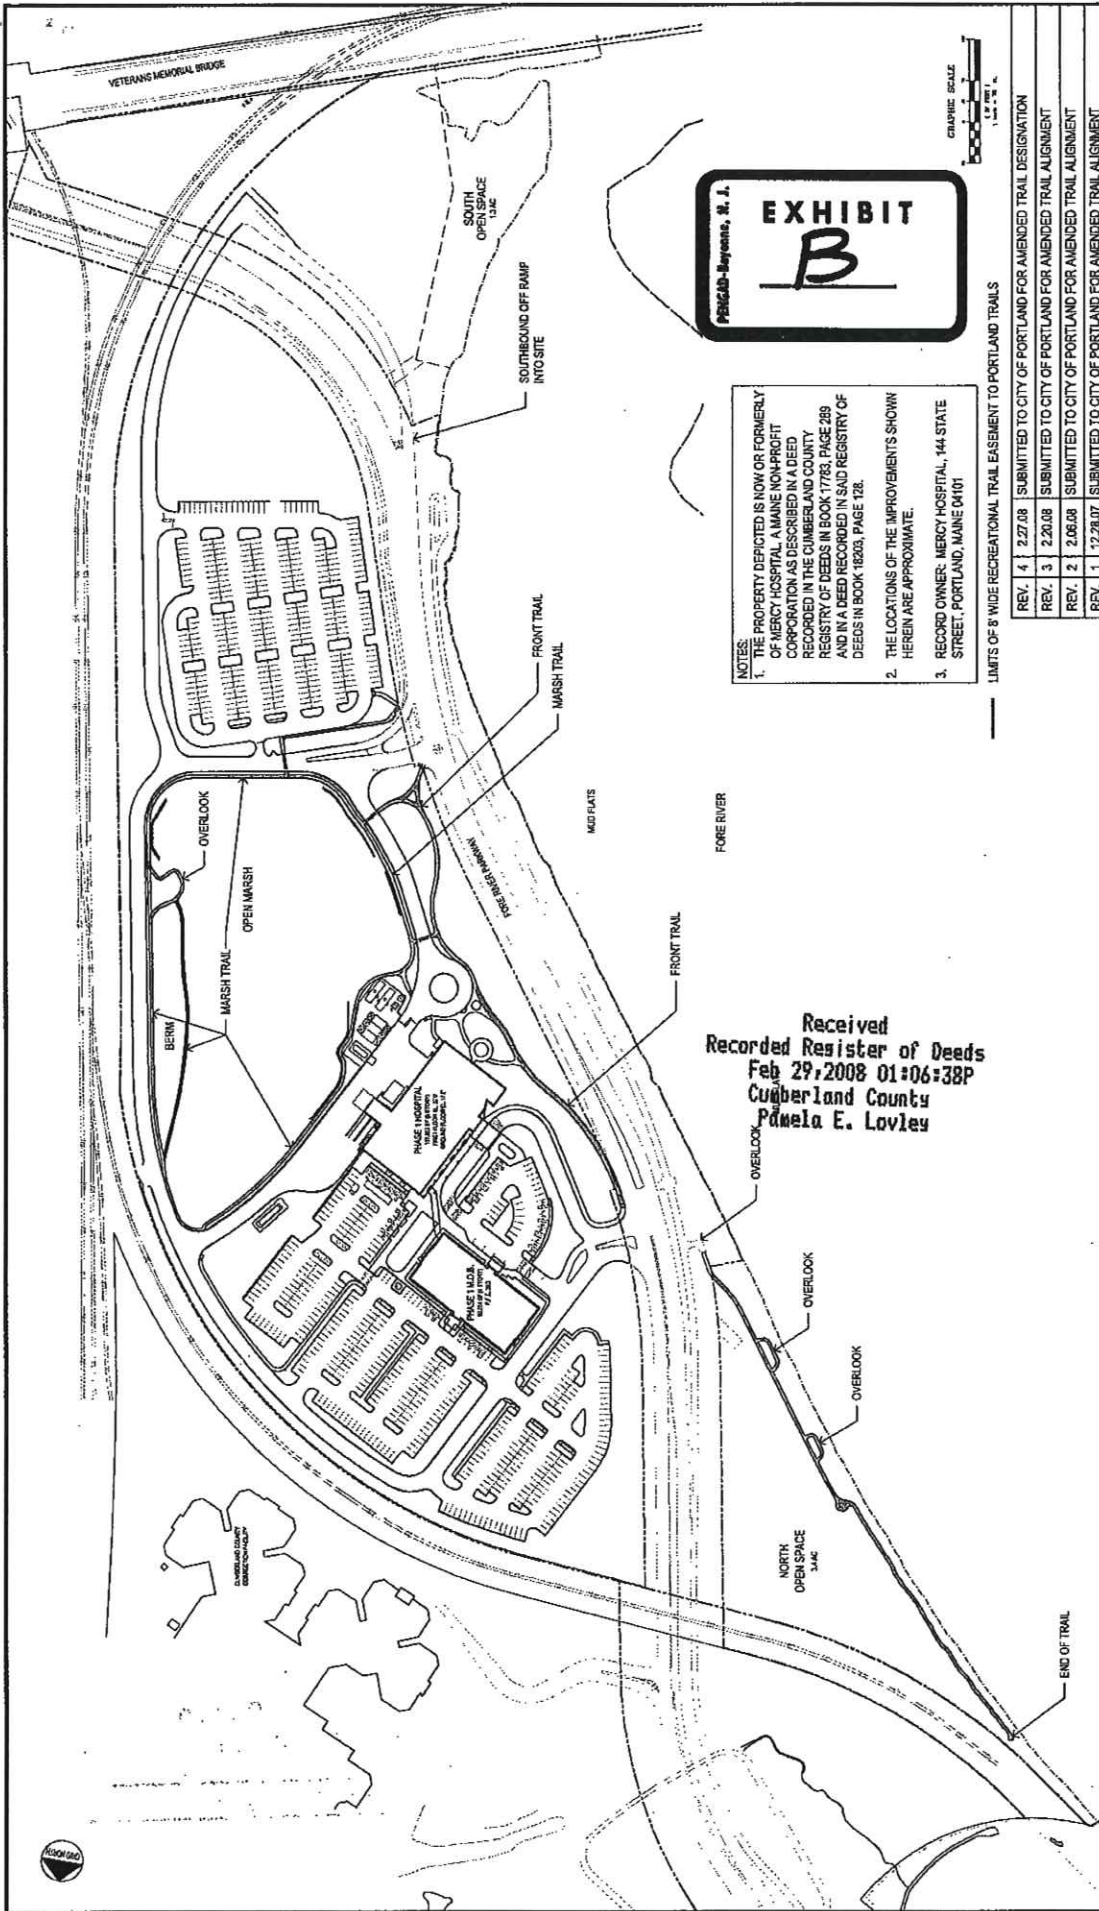 VETERANS MEMORIAL BRIDGE
SOUTH
OPEN SPACE
1.3 AC
SOUTHBOUND OFF RAMP
INTO SITE
GRAPHIC SCALE
PENGAD-Bayonne, N. J.
EXHIBIT
B
FRONT TRAIL
MARSH TRAIL
OVERLOOK
OPEN MARSH
MARSH TRAIL
BERM
MUD FLATS
FORE RIVER
FORE RIVER PARKWAY
FRONT TRAIL
NOTES:
1. THE PROPERTY DEPICTED IS NOW OR FORMERLY
OF MERCY HOSPITAL, A MAINE NON-PROFIT
CORPORATION AS DESCRIBED IN A DEED
RECORDED IN THE CUMBERLAND COUNTY
REGISTRY OF DEEDS IN BOOK 17783, PAGE 289
AND IN A DEED RECORDED IN SAID REGISTRY OF
DEEDS IN BOOK 18203, PAGE 128.
2. THE LOCATIONS OF THE IMPROVEMENTS SHOWN
HEREIN ARE APPROXIMATE.
3. RECORD OWNER: MERCY HOSPITAL, 144 STATE
STREET, PORTLAND, MAINE 04101
LIMITS OF 8' WIDE RECREATIONAL TRAIL EASEMENT TO PORTLAND TRAILS
REV. 4 2.27.08 SUBMITTED TO CITY OF PORTLAND FOR AMENDED TRAIL DESIGNATION
REV. 3 2.20.08 SUBMITTED TO CITY OF PORTLAND FOR AMENDED TRAIL ALIGNMENT
REV. 2 2.06.08 SUBMITTED TO CITY OF PORTLAND FOR AMENDED TRAIL ALIGNMENT
REV. 1 12.28.07 SUBMITTED TO CITY OF PORTLAND FOR AMENDED TRAIL ALIGNMENT
Received
Recorded Register of Deeds
Feb 29,2008 01:06:38P
Cumberland County
Pamela E. Lovley
PHASE 1 HOSPITAL
PHASE 1 M.O.B.
OVERLOOK
OVERLOOK
OVERLOOK
CUMBERLAND COUNTY
NORTH
OPEN SPACE
3.4 AC
END OF TRAIL